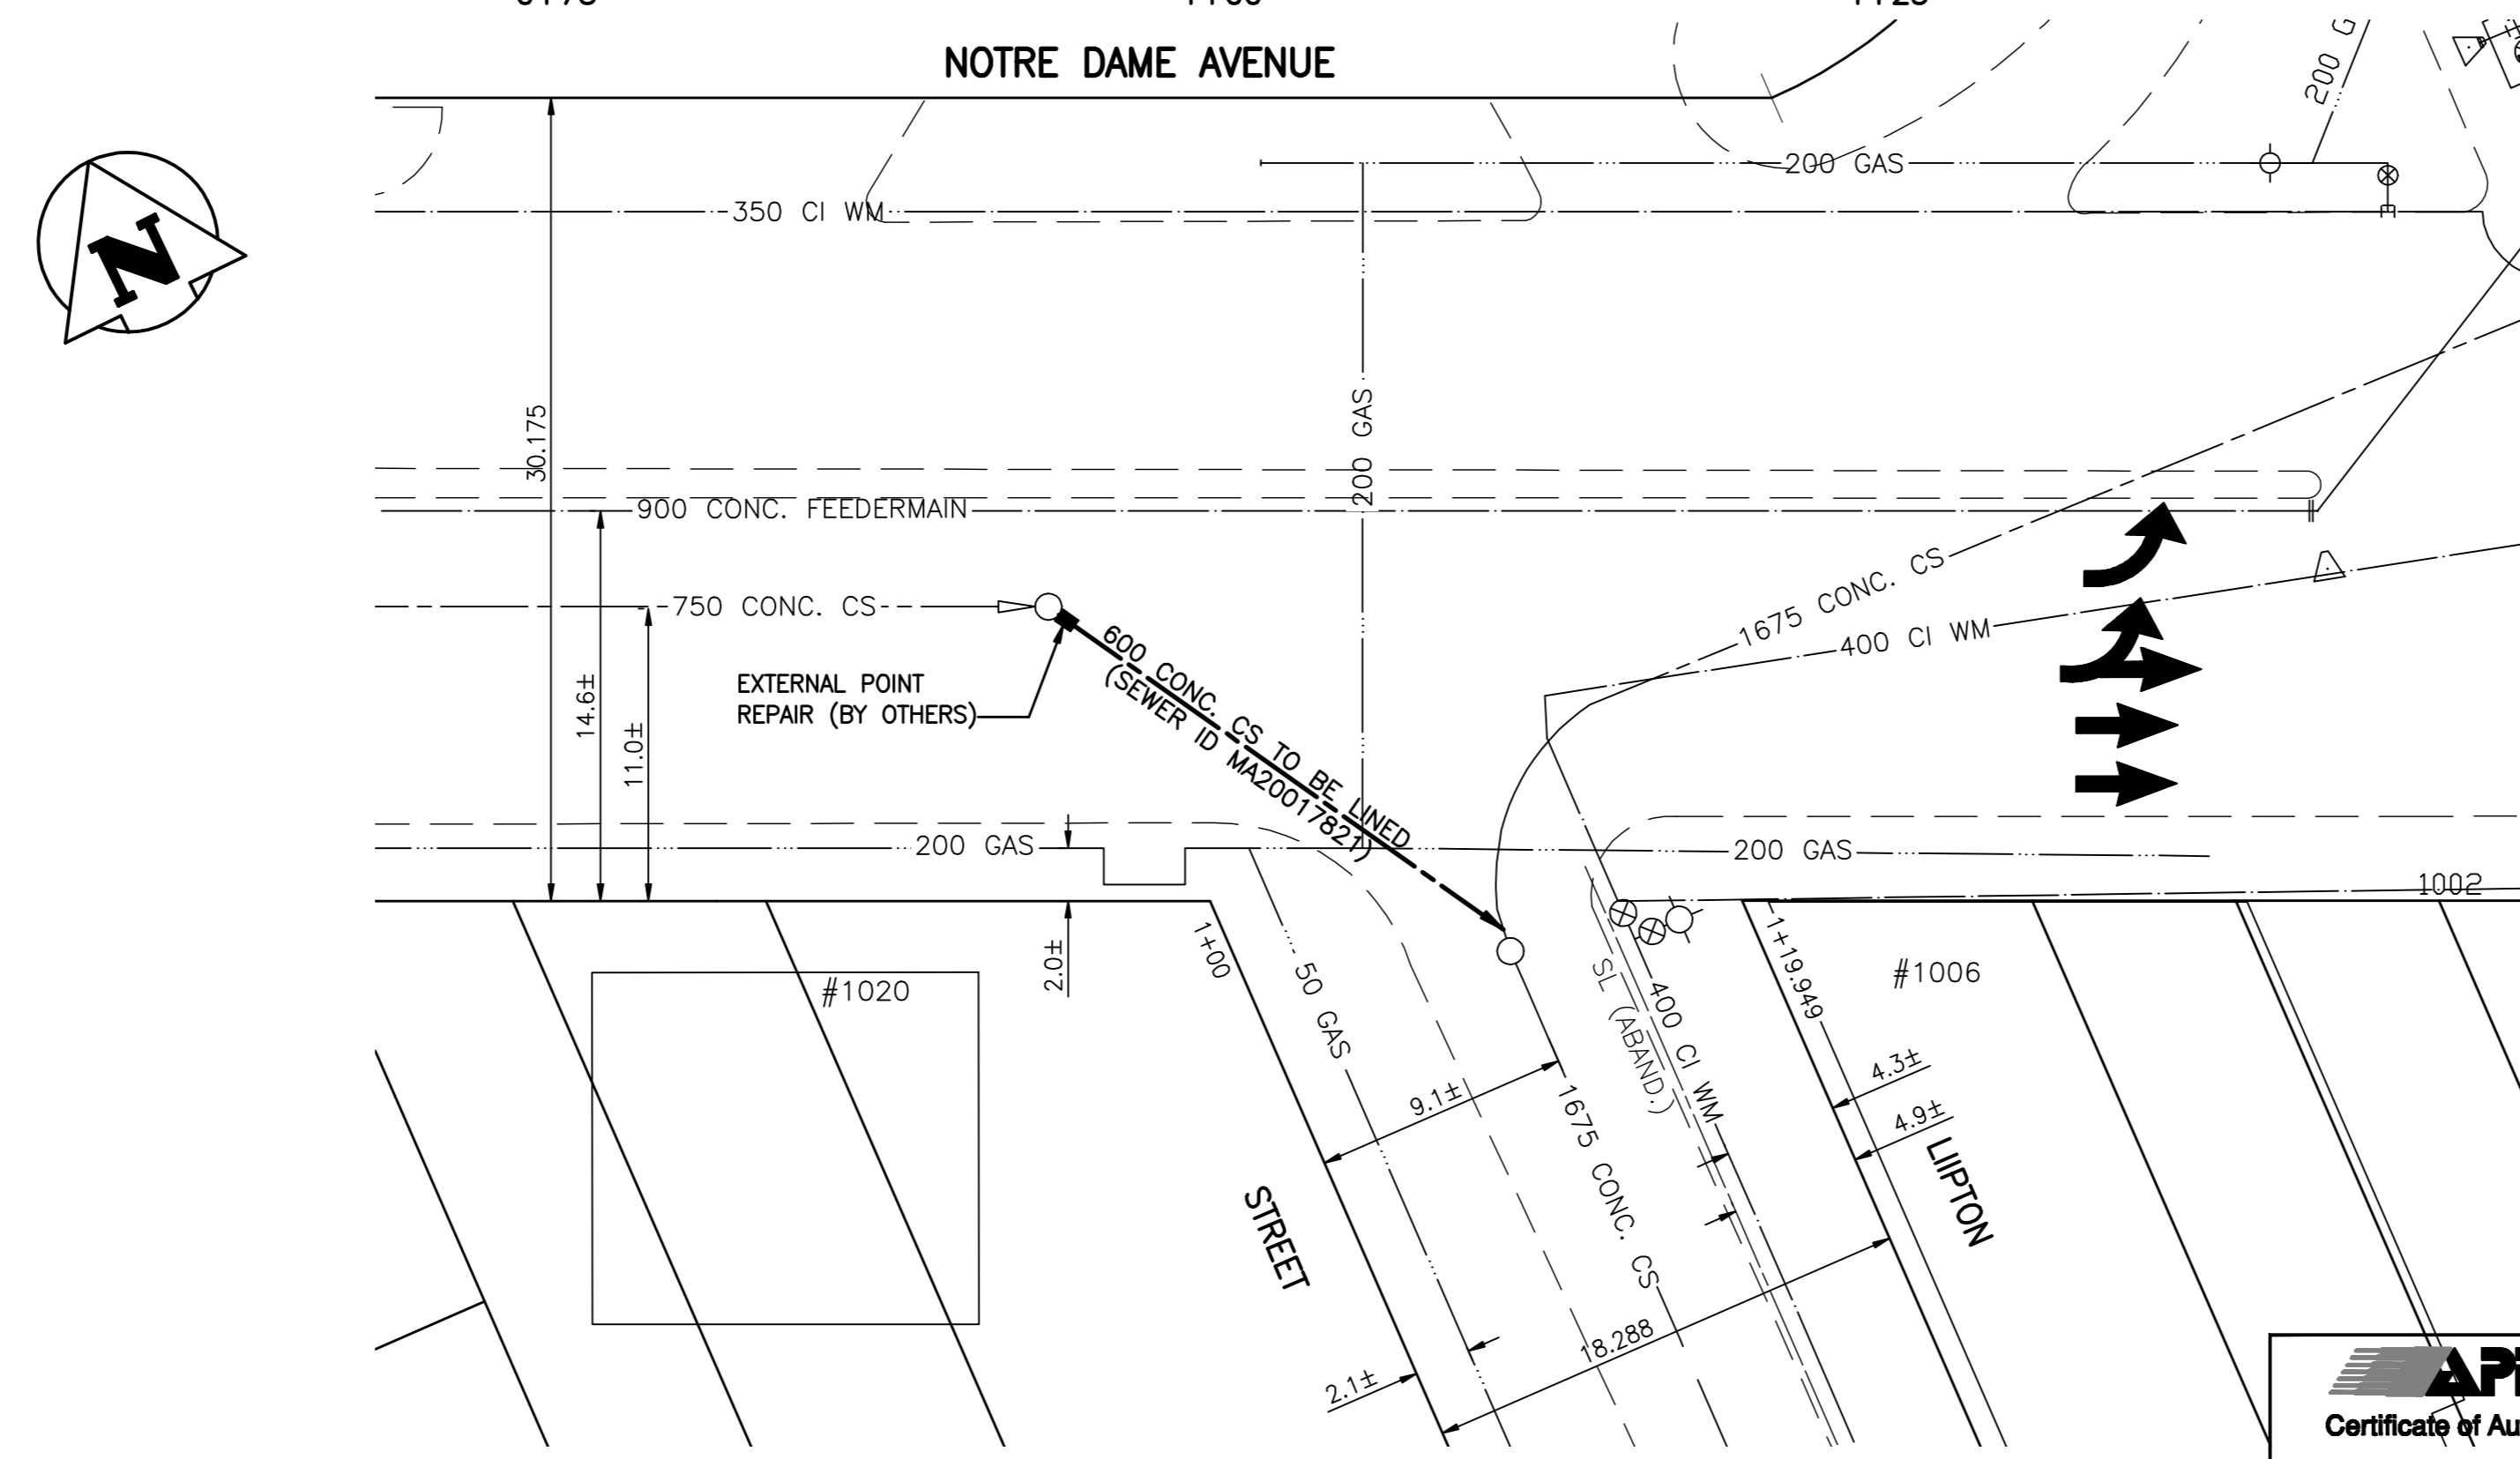 NOTRE DAME AVENUE
N
200 G
200 GAS
350 CI WM
30.175
200 GAS
900 CONC. FEEDERMAIN
1675 CONC. CS
400 CI WM
750 CONC. CS
600 CONC. CS TO BE LINED
(SEWER ID MA20017821)
EXTERNAL POINT
REPAIR (BY OTHERS)
14.6±
11.0±
200 GAS
200 GAS
1002
2.0±
1+00
1+19.949
#1020
#1006
50 GAS
SL (ABAND.)
400 CI WM
9.1±
4.3±
4.9±
1675 CONC. CS
STREET
LIIPTON
18.288
2.1±
Certificate of Au